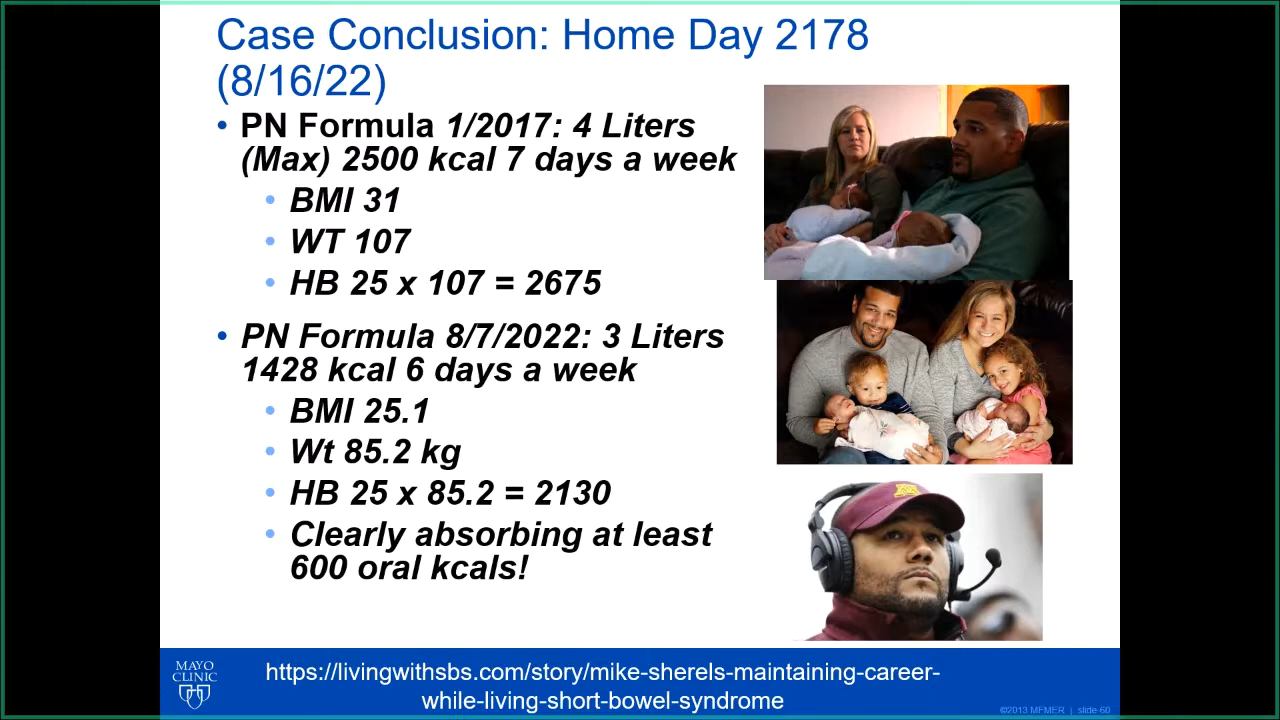 Case Conclusion: Home Day 2178
(8/16/22)
• PN Formula 1/2017: 4 Liters
(Max) 2500 kcal 7 days a week
• BMI 31
• WT 107
• HB 25 x 107 = 2675
• PN Formula 8/7/2022: 3 Liters
1428 kcal 6 days a week
• BMI 25.1
• Wt 85.2 kg
• HB 25 x 85.2 = 2130
• Clearly absorbing at least
600 oral kcals!
M
MAYO
CLINIC
https://livingwithsbs.com/story/mike-sherels-maintaining-career-
while-living-short-bowel-syndrome
©2013 MFMER | slide-60